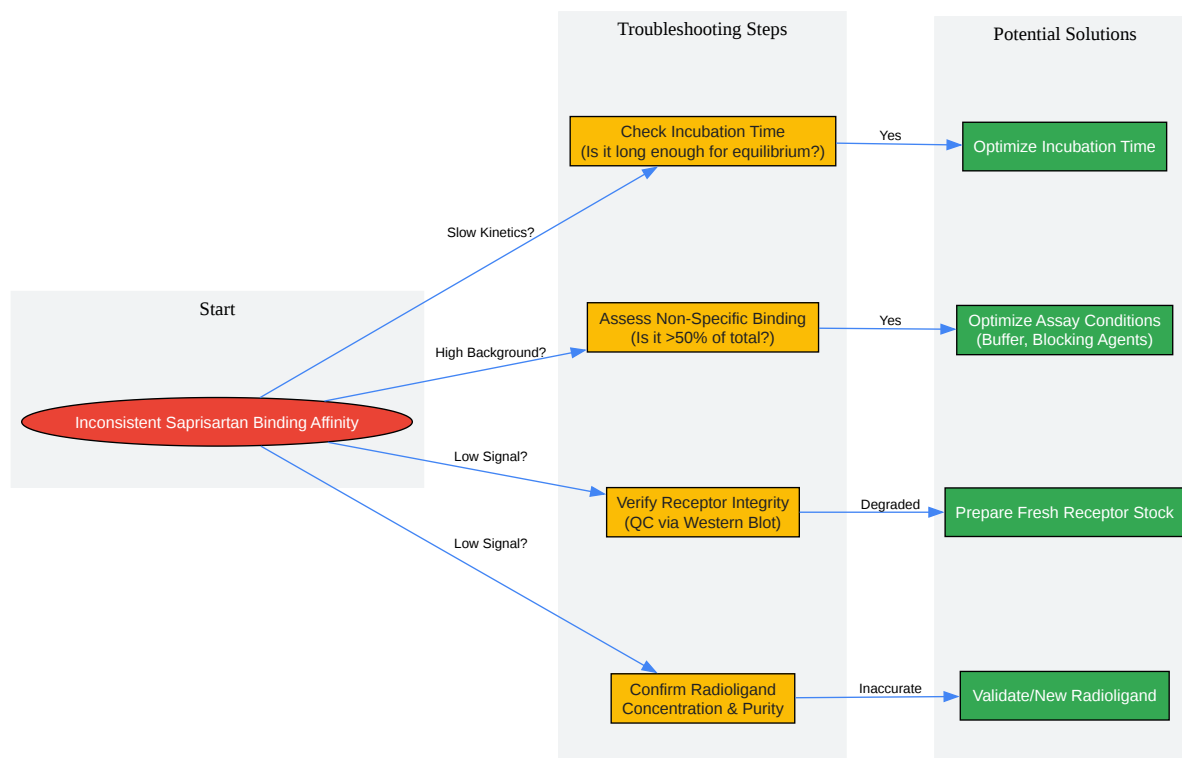 Troubleshooting Steps
Potential Solutions
Check Incubation Time
(Is it long enough for equilibrium?)
Yes
Optimize Incubation Time
Slow Kinetics?
Start
Assess Non-Specific Binding
(Is it >50% of total?)
Yes
Optimize Assay Conditions
(Buffer, Blocking Agents)
High Background?
Inconsistent Saprisartan Binding Affinity
Low Signal?
Verify Receptor Integrity
(QC via Western Blot)
Degraded
Prepare Fresh Receptor Stock
Low Signal?
Confirm Radioligand
Concentration & Purity
Inaccurate
Validate/New Radioligand